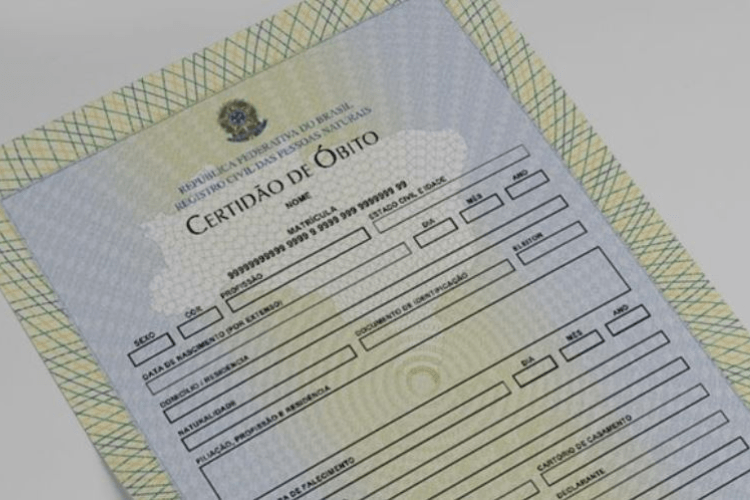 REPÚBLICA FEDERATIVA DO BRASIL
REGISTRO CIVIL DAS PESSOAS NATURAIS
CERTIDÃO DE ÓBITO
NOME
MATRÍCULA
99999999999 9999 9 9999 999 9999999 99
SEXO COR PROFISSÃO ESTADO CIVIL E IDADE
DATA DE NASCIMENTO (POR EXTENSO) DIA MÊS ANO
DOMICÍLIO / RESIDÊNCIA
NATURALIDADE DOCUMENTO DE IDENTIFICAÇÃO ELEITOR
FILIAÇÃO, PROFISSÃO E RESIDÊNCIA
DE FALECIMENTO DIA MÊS ANO
CARTÓRIO DE CASAMENTO
DECLARANTE